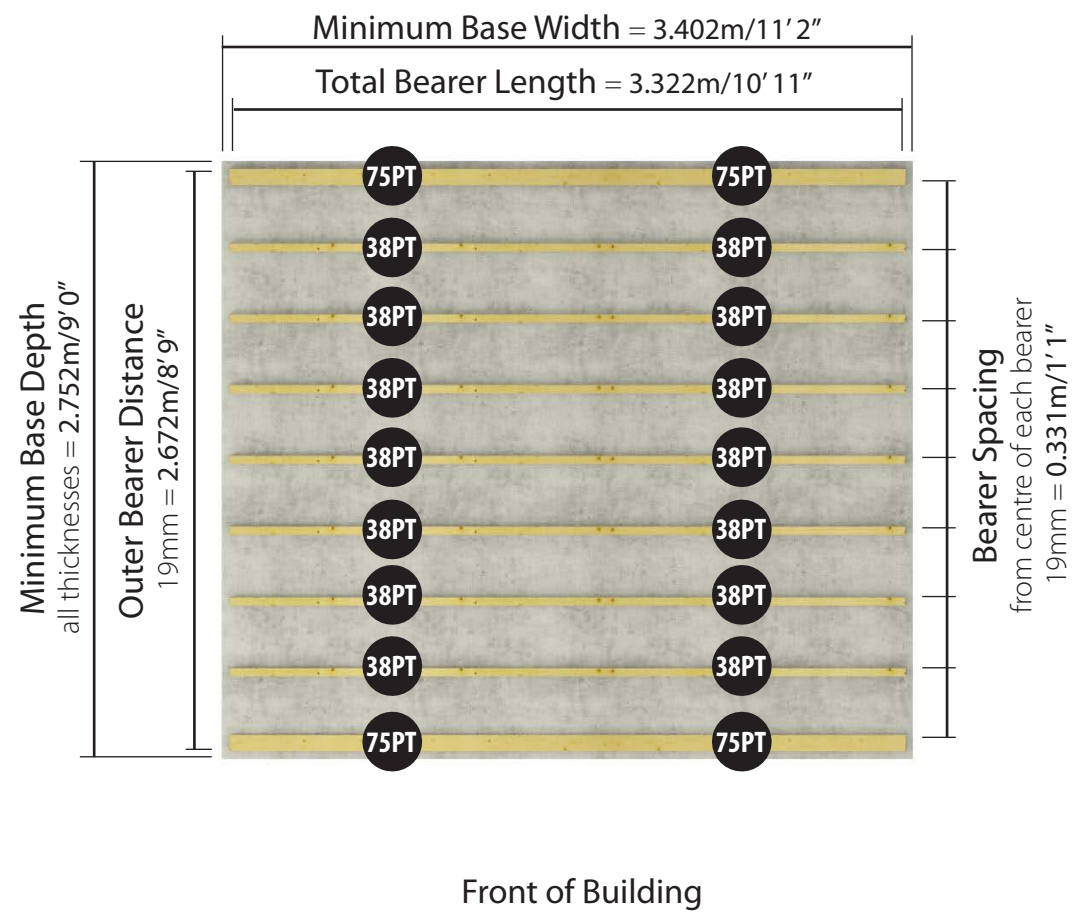 Minimum Base Width = 3.402m/11’ 2”
Total Bearer Length = 3.322m/10’ 11”
Minimum Base Depth
all thicknesses = 2.752m/9’ 0”
Outer Bearer Distance
19mm = 2.672m/8’ 9”
75PT 75PT
38PT 38PT
38PT 38PT
38PT 38PT
38PT 38PT
38PT 38PT
38PT 38PT
38PT 38PT
75PT 75PT
Bearer Spacing
from centre of each bearer
19mm = 0.331m/1’ 1”
Front of Building